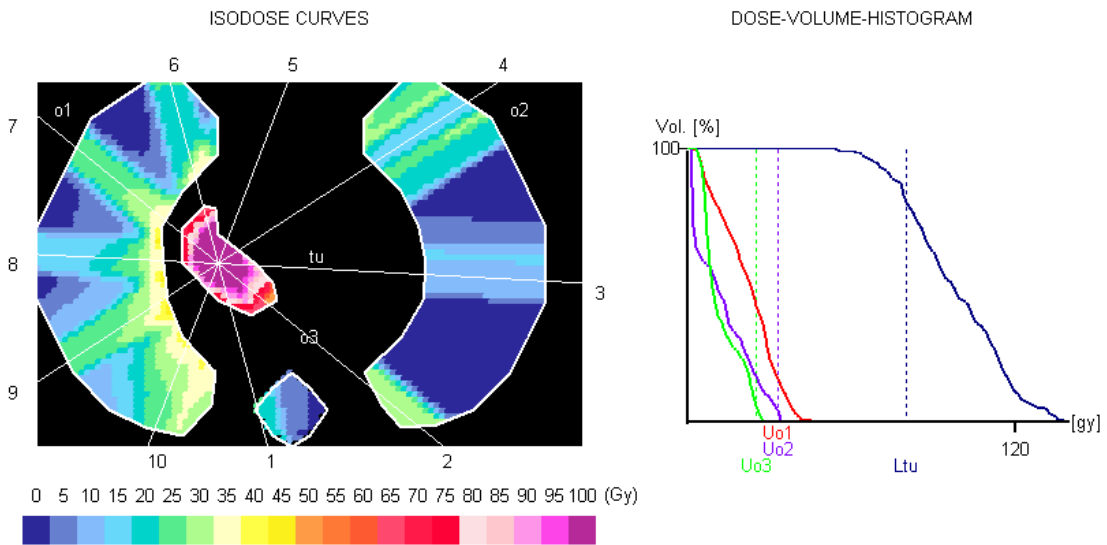 ISODOSE CURVES
DOSE-VOLUME-HISTOGRAM
6 5 4
o1 o2
7
tu
8
3
o3
9
10 1 2
0 5 10 15 20 25 30 35 40 45 50 55 60 65 70 75 80 85 90 95 100 (Gy)
Vol. [%]
100
[gy]
120
Uo1
Uo2
Uo3 Ltu